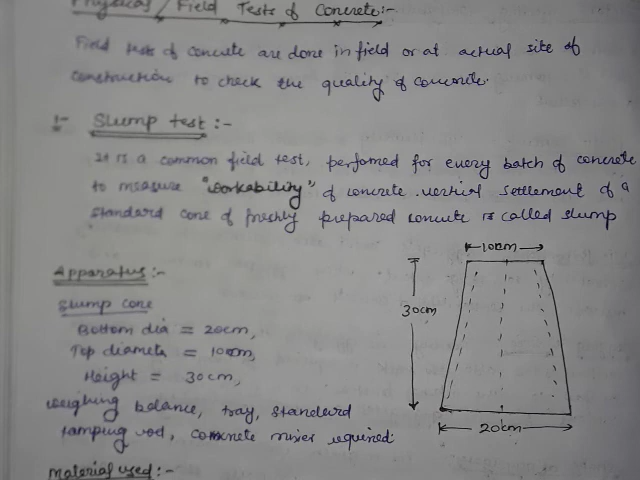 Physical/Field Tests of Concrete:-
Field tests of concrete are done in field or at actual site of
construction to check the quality of concrete.
1- Slump test:-
It is a common field test, perfomed for every batch of concrete
to measure "workability" of concrete vertical settlement of a
standard cone of freshly prepared concrete is called slump
Apparatus:-
Slump cone
Bottom dia = 20cm,
Top diameter = 10cm,
Height = 30cm,
weighing balance, tray, standard
tamping rod, concrete mixer required
Material used:-
10cm
30cm
20cm